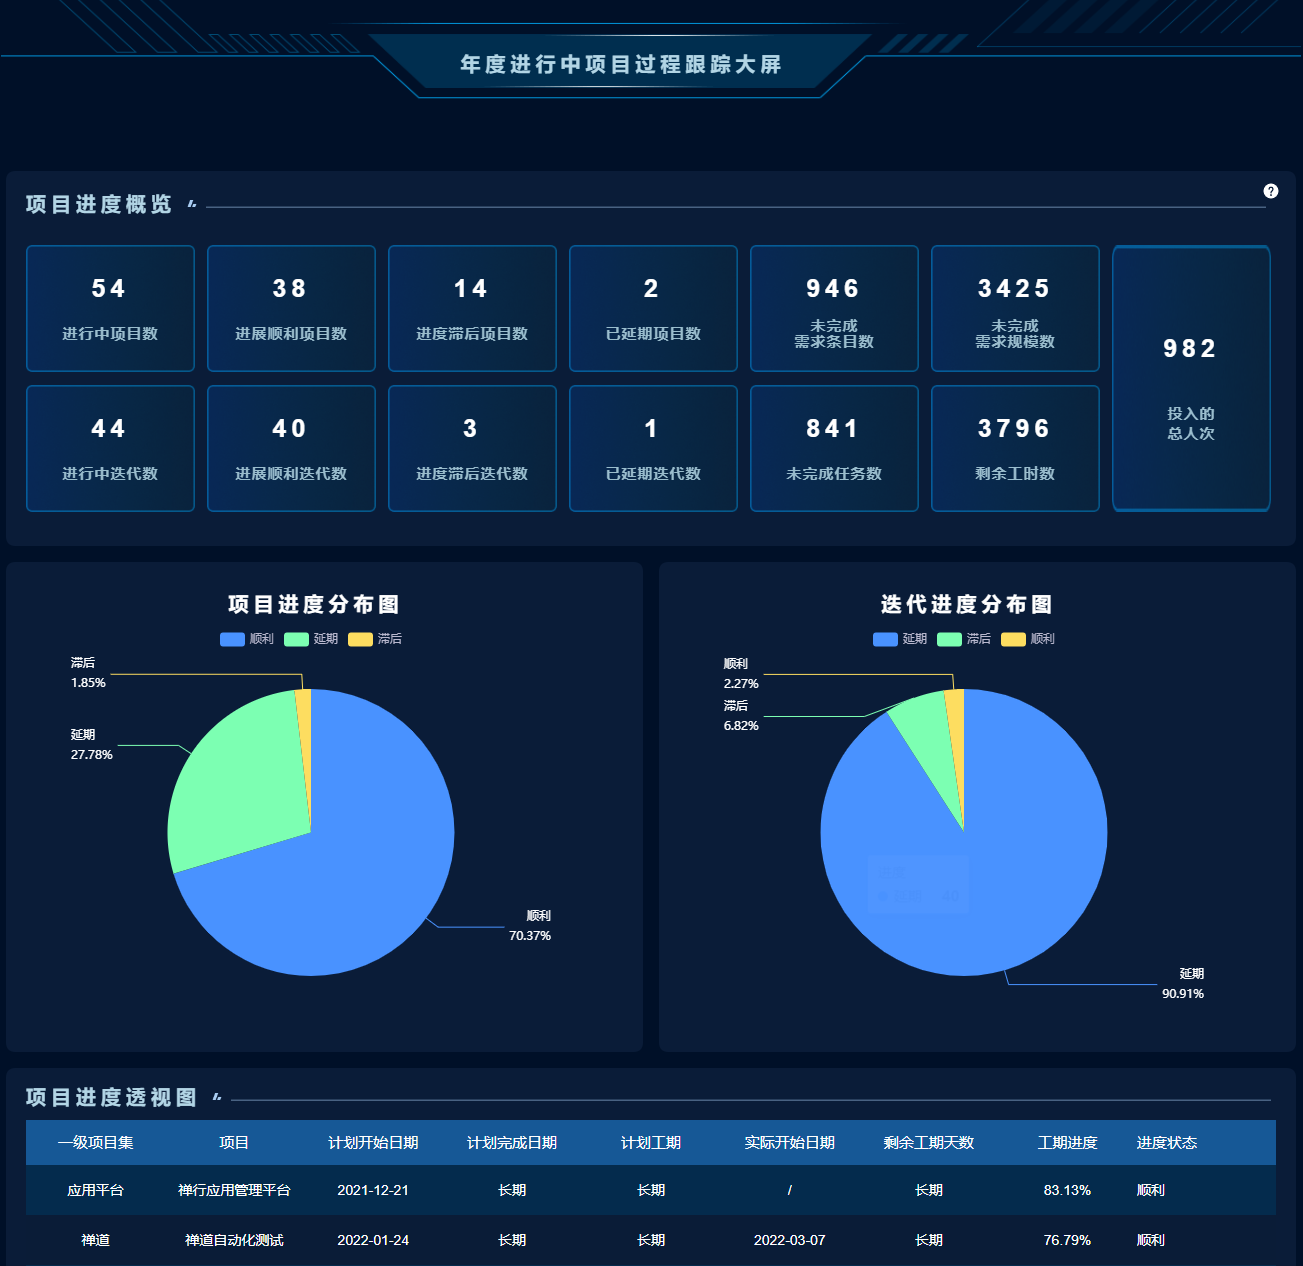 年度进行中项目过程跟踪大屏
项目进度概览
?
54
进行中项目数
38
进展顺利项目数
14
进度滞后项目数
2
已延期项目数
946
未完成
需求条目数
3425
未完成
需求规模数
982
投入的
总人次
44
进行中迭代数
40
进展顺利迭代数
3
进度滞后迭代数
1
已延期迭代数
841
未完成任务数
3796
剩余工时数
项目进度分布图
顺利 延期 滞后
滞后
1.85%
延期
27.78%
顺利
70.37%
迭代进度分布图
延期 滞后 顺利
顺利
2.27%
滞后
6.82%
延期
90.91%
项目进度透视图
一级项目集 项目 计划开始日期 计划完成日期 计划工期 实际开始日期 剩余工期天数 工期进度 进度状态
应用平台 禅行应用管理平台 2021-12-21 长期 长期 / 长期 83.13% 顺利
禅道 禅道自动化测试 2022-01-24 长期 长期 2022-03-07 长期 76.79% 顺利